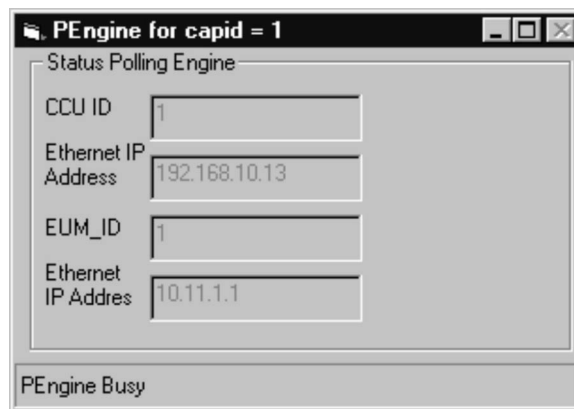 PEngine for capid = 1
Status Polling Engine
CCU ID
1
Ethernet IP
Address
192.168.10.13
EUM_ID
1
Ethernet
IP Addres
10.11.1.1
PEngine Busy